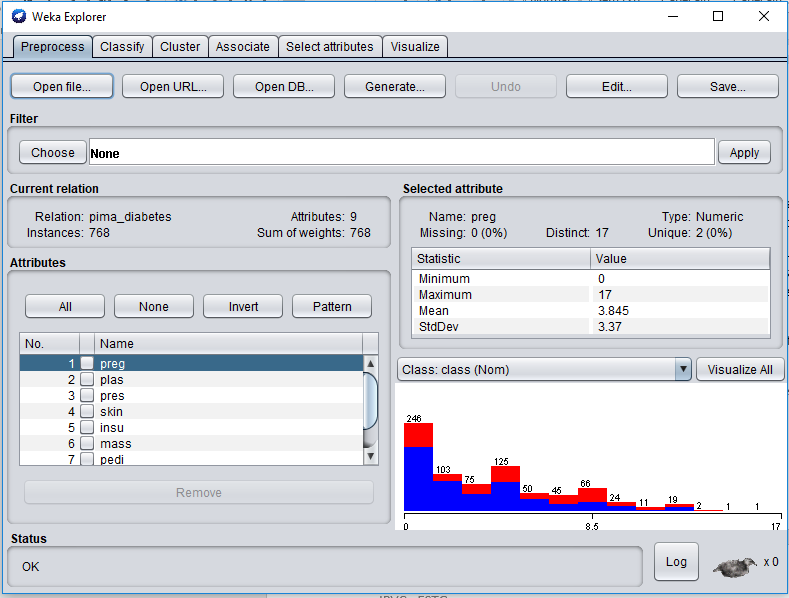 Weka Explorer
Preprocess Classify Cluster Associate Select attributes Visualize
Open file... Open URL... Open DB... Generate... Undo Edit... Save...
Filter
Choose None Apply
Current relation
Relation: pima_diabetes Attributes: 9
Instances: 768 Sum of weights: 768
Attributes
All None Invert Pattern
No. Name
1 preg
2 plas
3 pres
4 skin
5 insu
6 mass
7 pedi
Remove
Selected attribute
Name: preg Type: Numeric
Missing: 0 (0%) Distinct: 17 Unique: 2 (0%)
Statistic Value
Minimum 0
Maximum 17
Mean 3.845
StdDev 3.37
Class: class (Nom) Visualize All
246 103 75 125 50 45 66 24 11 19 2 1 1
0 8.5 17
Status
OK Log x 0